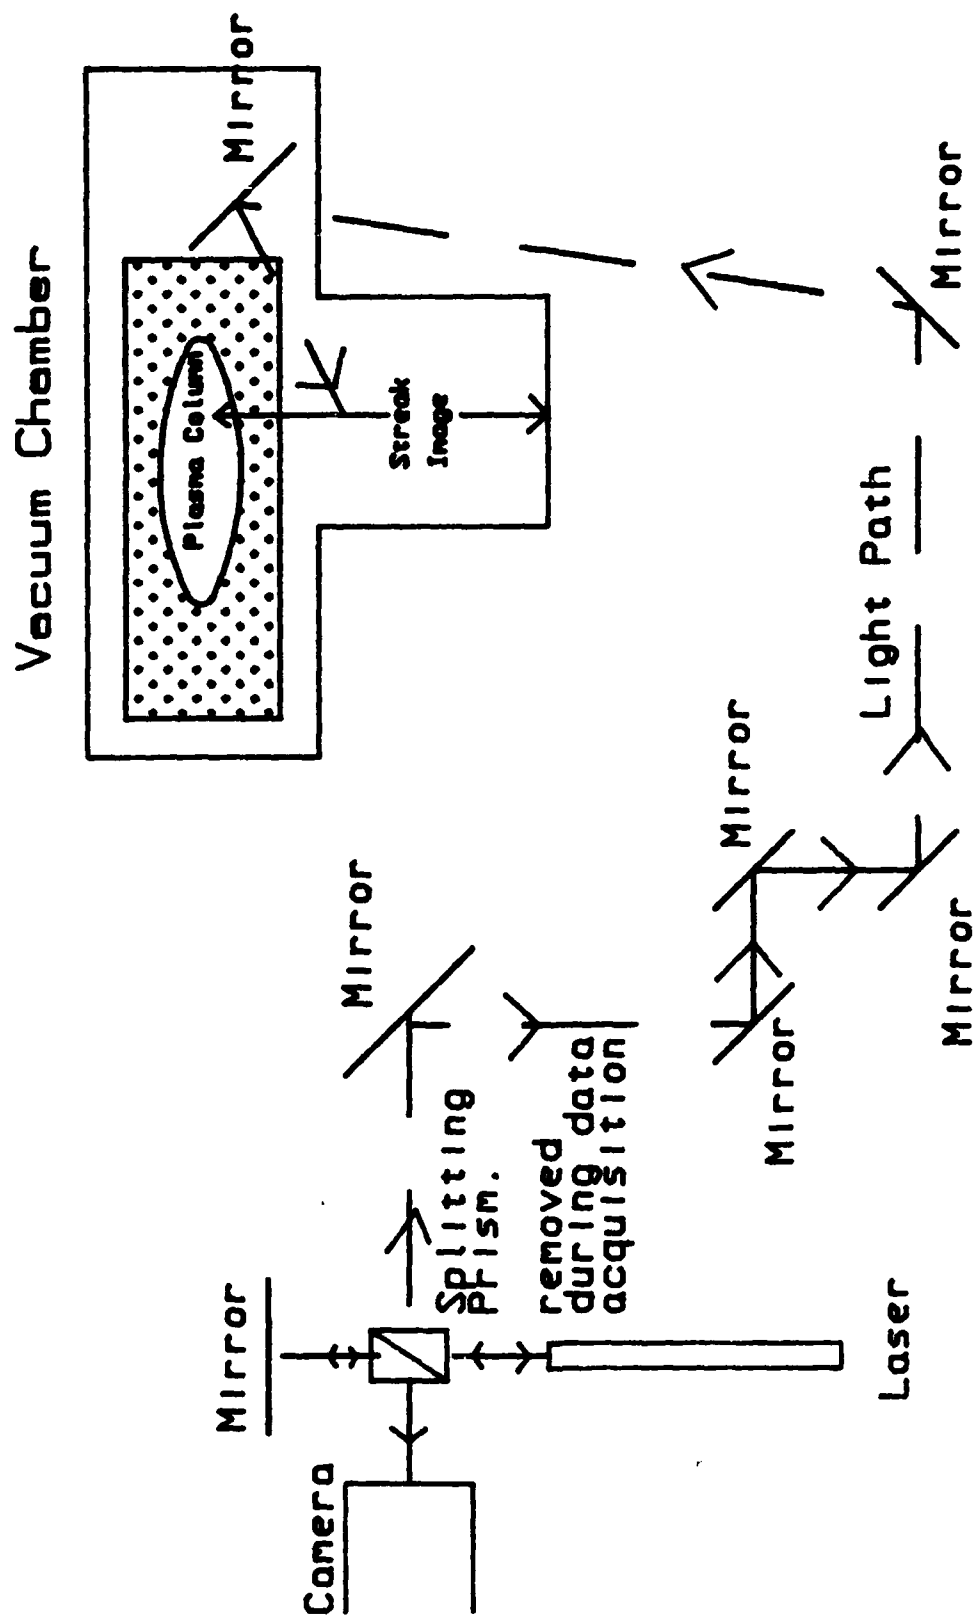 Vacuum Chamber
Mirror
Plasma Column
Streak
Image
Mirror
Light Path
Mirror
Mirror
Mirror
Mirror
Splitting
Prism.
removed
during data
acquisition
Mirror
Camera
Laser